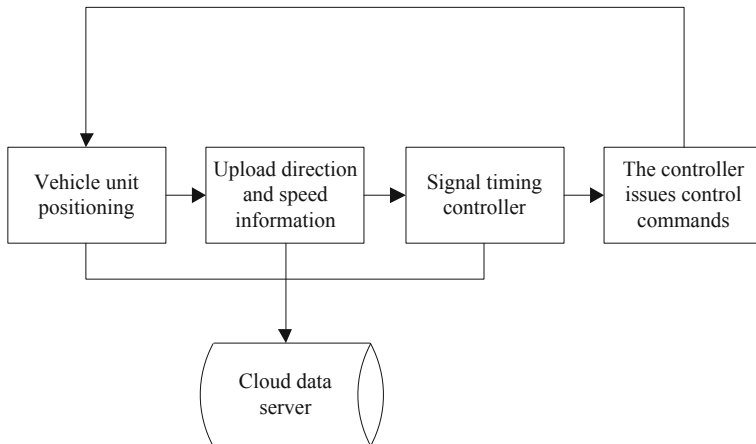 Vehicle unit
positioning
Upload direction
and speed
information
Signal timing
controller
The controller
issues control
commands
Cloud data
server